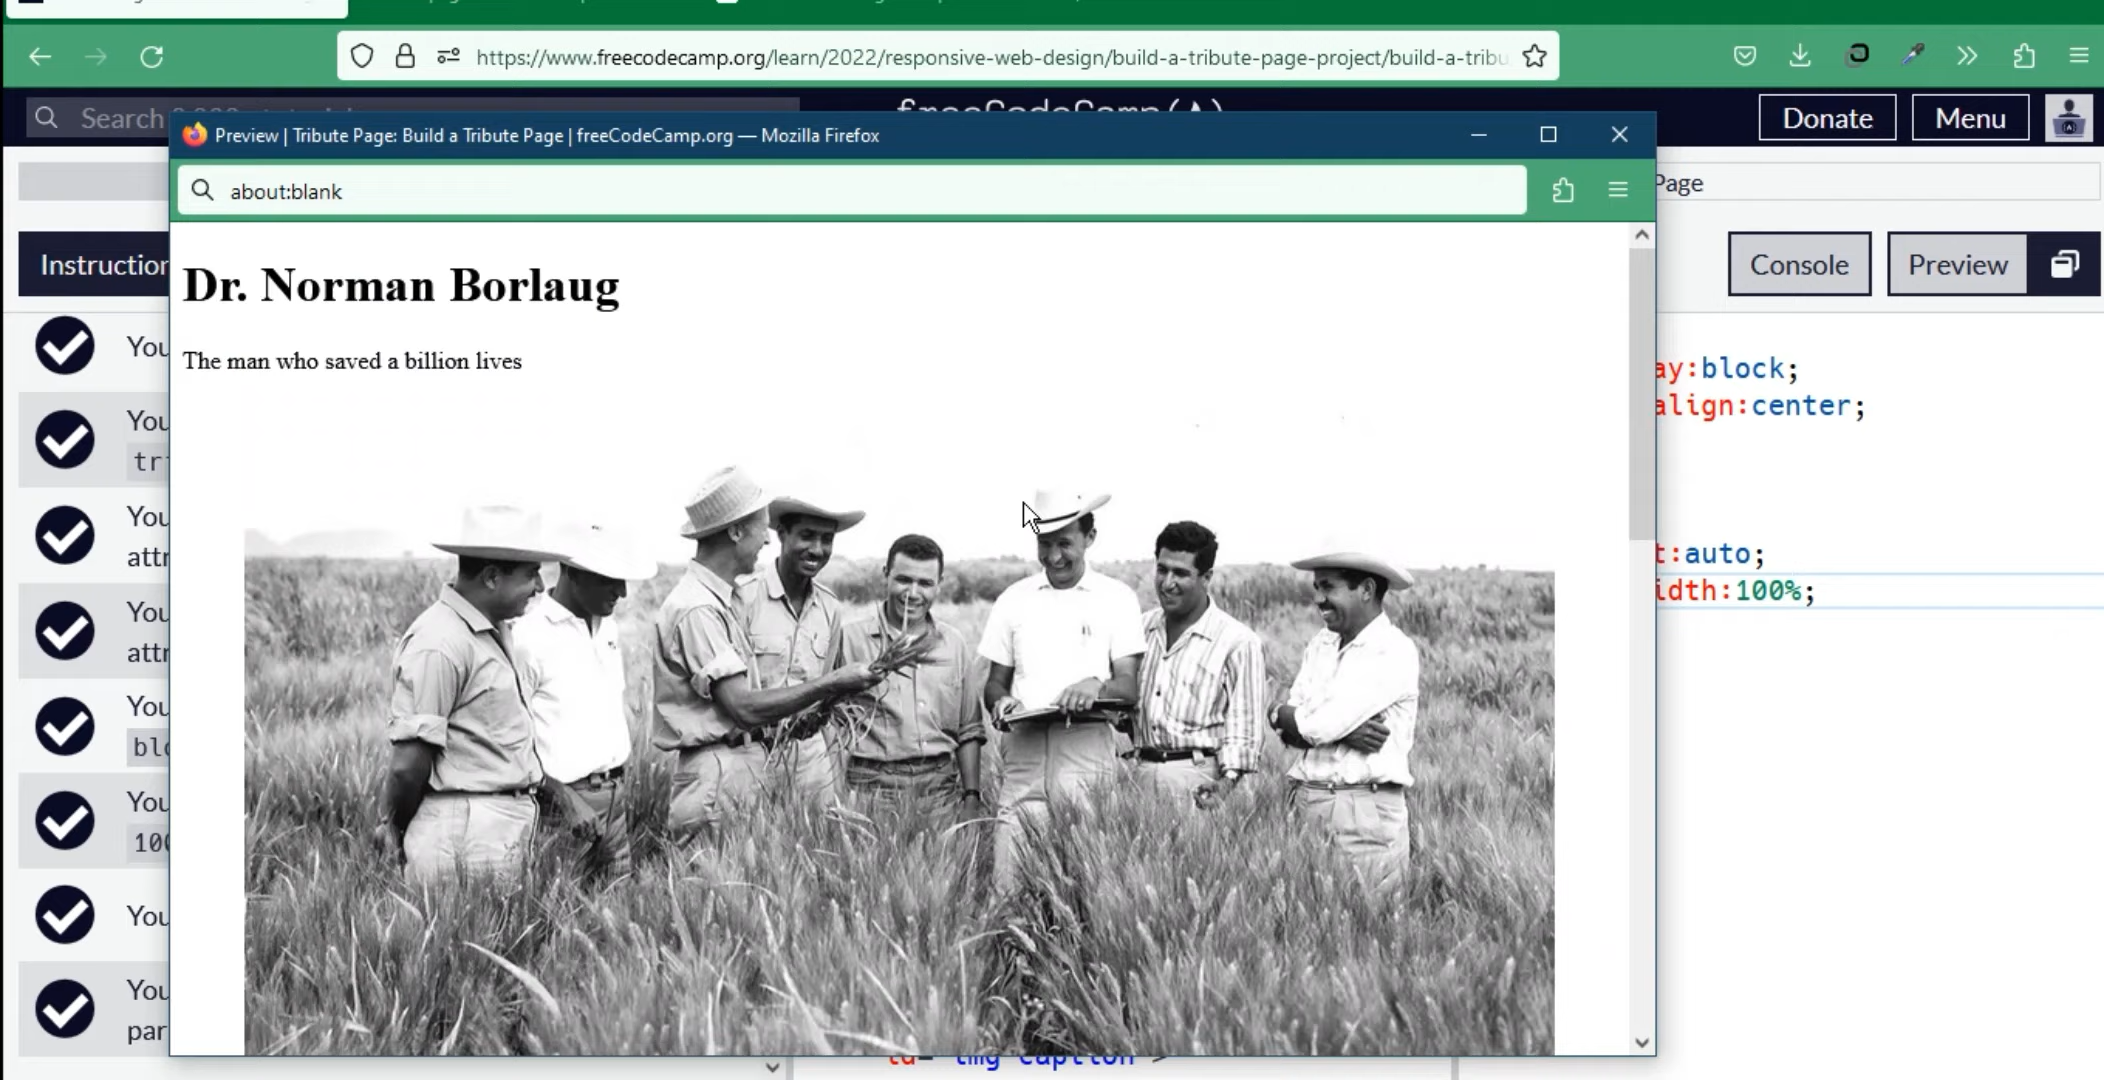 https://www.freecodecamp.org/learn/2022/responsive-web-design/build-a-tribute-page-project/build-a-tribu
Search
freeCodeCamp(A)
Donate
Menu
Preview | Tribute Page: Build a Tribute Page | freeCodeCamp.org — Mozilla Firefox
about:blank
Page
Instruction
Console
Preview
Dr. Norman Borlaug
The man who saved a billion lives
You
You
tr
You
attr
You
attr
You
blo
You
100
You
You
par
ay:block;
align:center;
t:auto;
idth:100%;